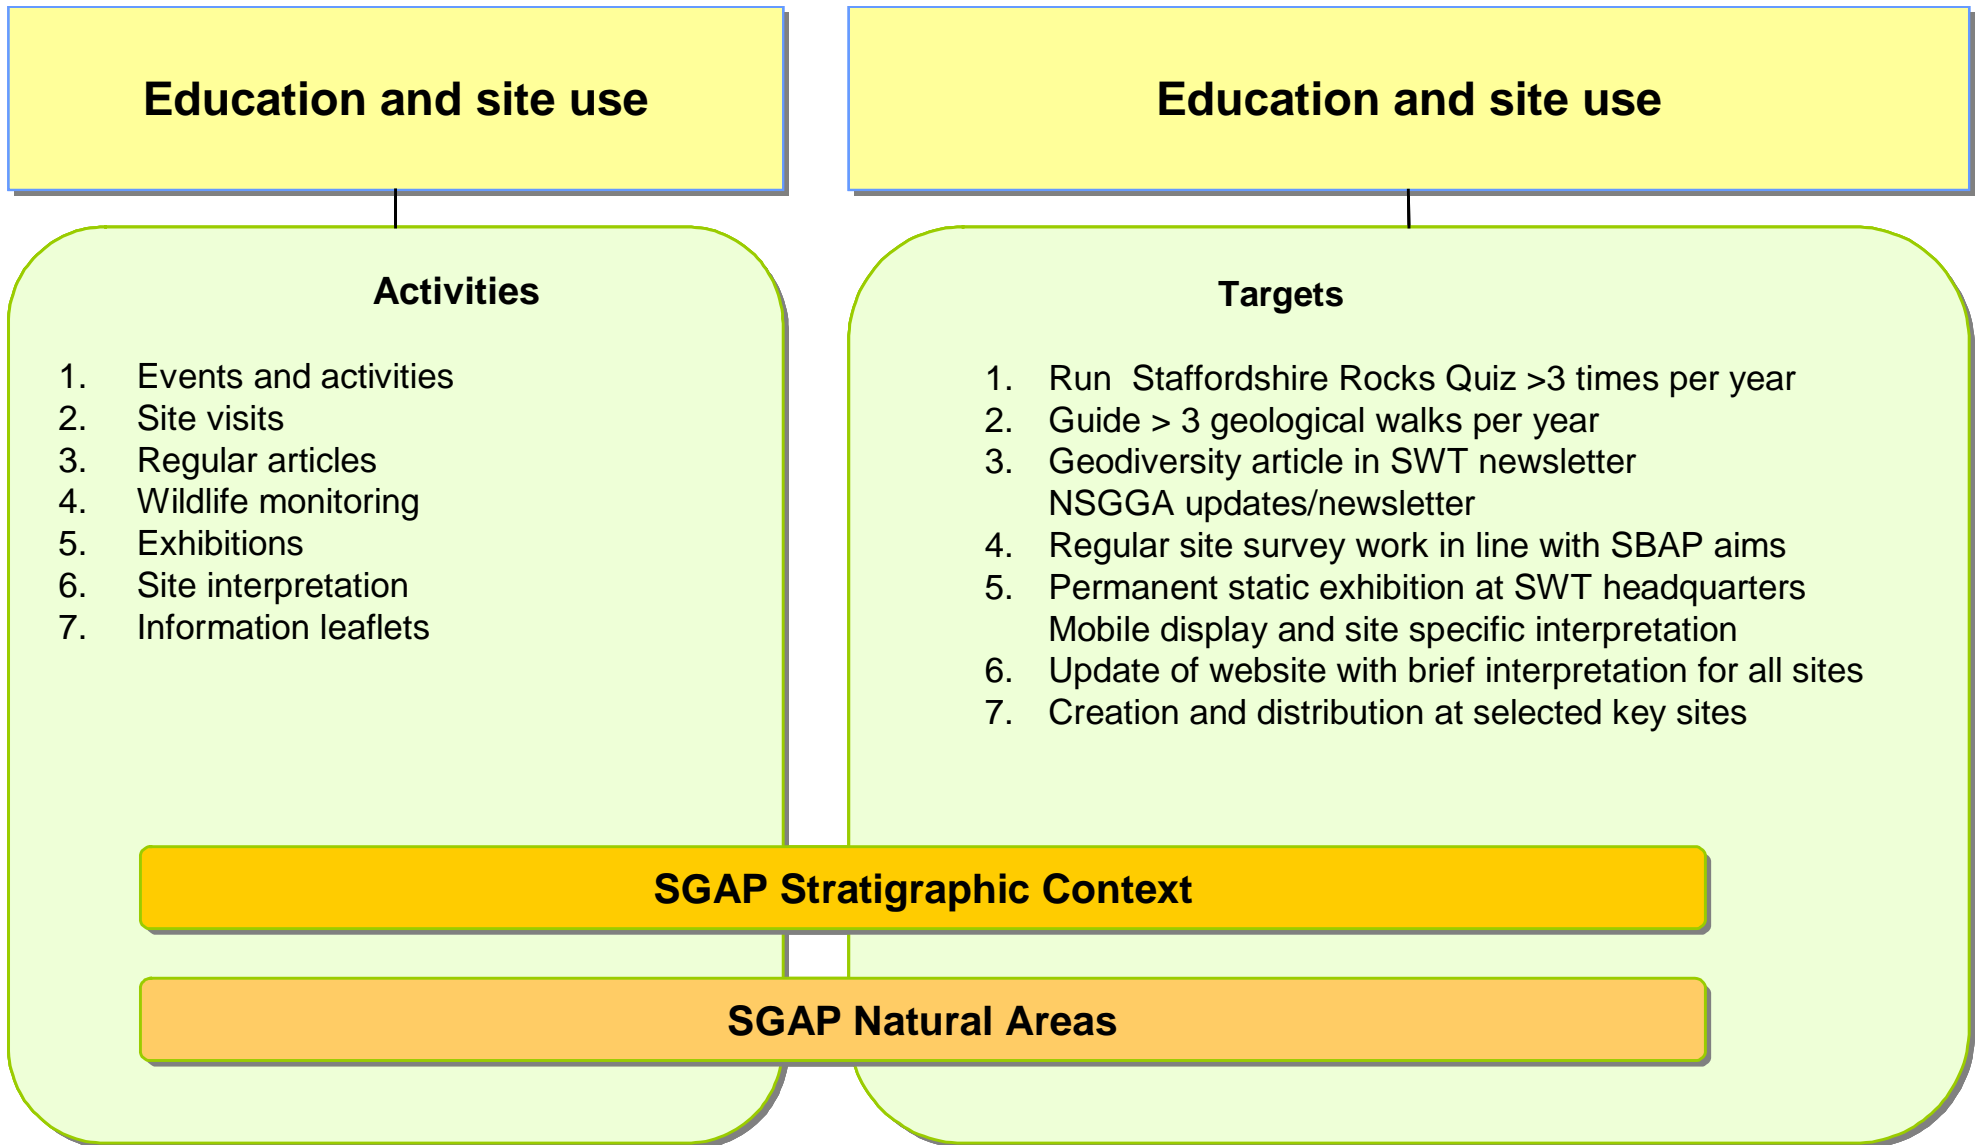 Education and site use
Activities
1. Events and activities
2. Site visits
3. Regular articles
4. Wildlife monitoring
5. Exhibitions
6. Site interpretation
7. Information leaflets
Education and site use
Targets
1. Run  Staffordshire Rocks Quiz >3 times per year
2. Guide > 3 geological walks per year
3. Geodiversity article in SWT newsletter
NSGGA updates/newsletter
4. Regular site survey work in line with SBAP aims
5. Permanent static exhibition at SWT headquarters
Mobile display and site specific interpretation
6. Update of website with brief interpretation for all sites
7. Creation and distribution at selected key sites
SGAP Stratigraphic Context
SGAP Natural Areas